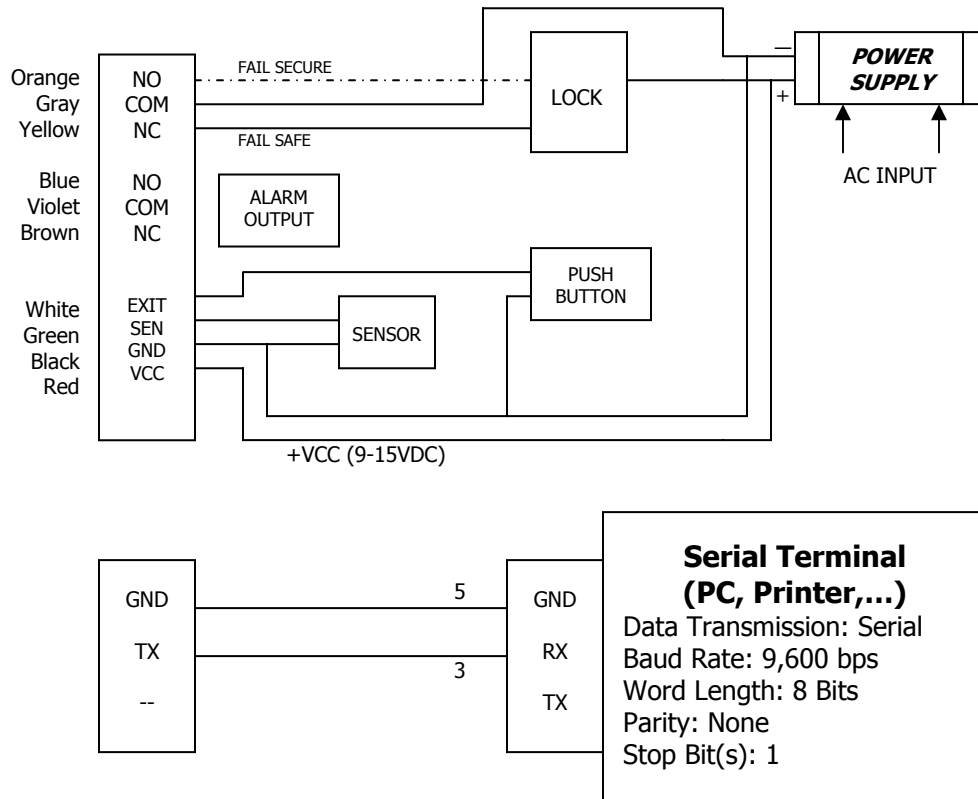 Orange NO FAIL SECURE
Gray COM
Yellow NC
FAIL SAFE
LOCK
—
+
POWER
SUPPLY
AC INPUT
Blue NO
Violet COM
Brown NC
ALARM
OUTPUT
White EXIT
Green SEN
Black GND
Red VCC
SENSOR
PUSH
BUTTON
+VCC (9-15VDC)
GND 5 GND
TX 3 RX
-- TX
Serial Terminal
(PC, Printer,...)
Data Transmission: Serial
Baud Rate: 9,600 bps
Word Length: 8 Bits
Parity: None
Stop Bit(s): 1